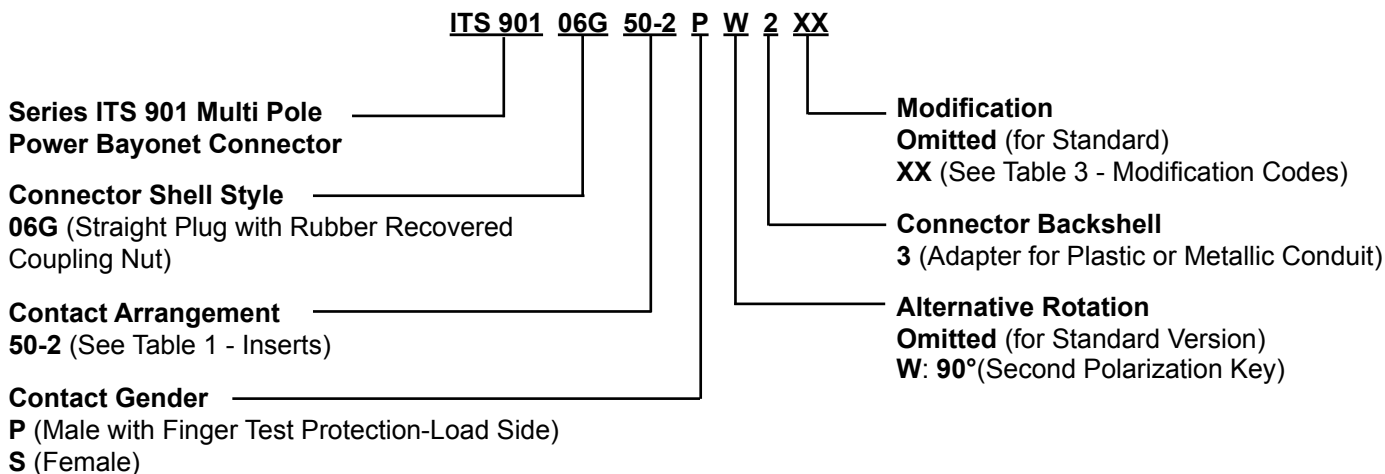 ITS 901 06G 50-2 P W 2 XX
Series ITS 901 Multi Pole
Power Bayonet Connector
Connector Shell Style
06G (Straight Plug with Rubber Recovered
Coupling Nut)
Contact Arrangement
50-2 (See Table 1 - Inserts)
Contact Gender
P (Male with Finger Test Protection-Load Side)
S (Female)
Modification
Omitted (for Standard)
XX (See Table 3 - Modification Codes)
Connector Backshell
3 (Adapter for Plastic or Metallic Conduit)
Alternative Rotation
Omitted (for Standard Version)
W: 90°(Second Polarization Key)